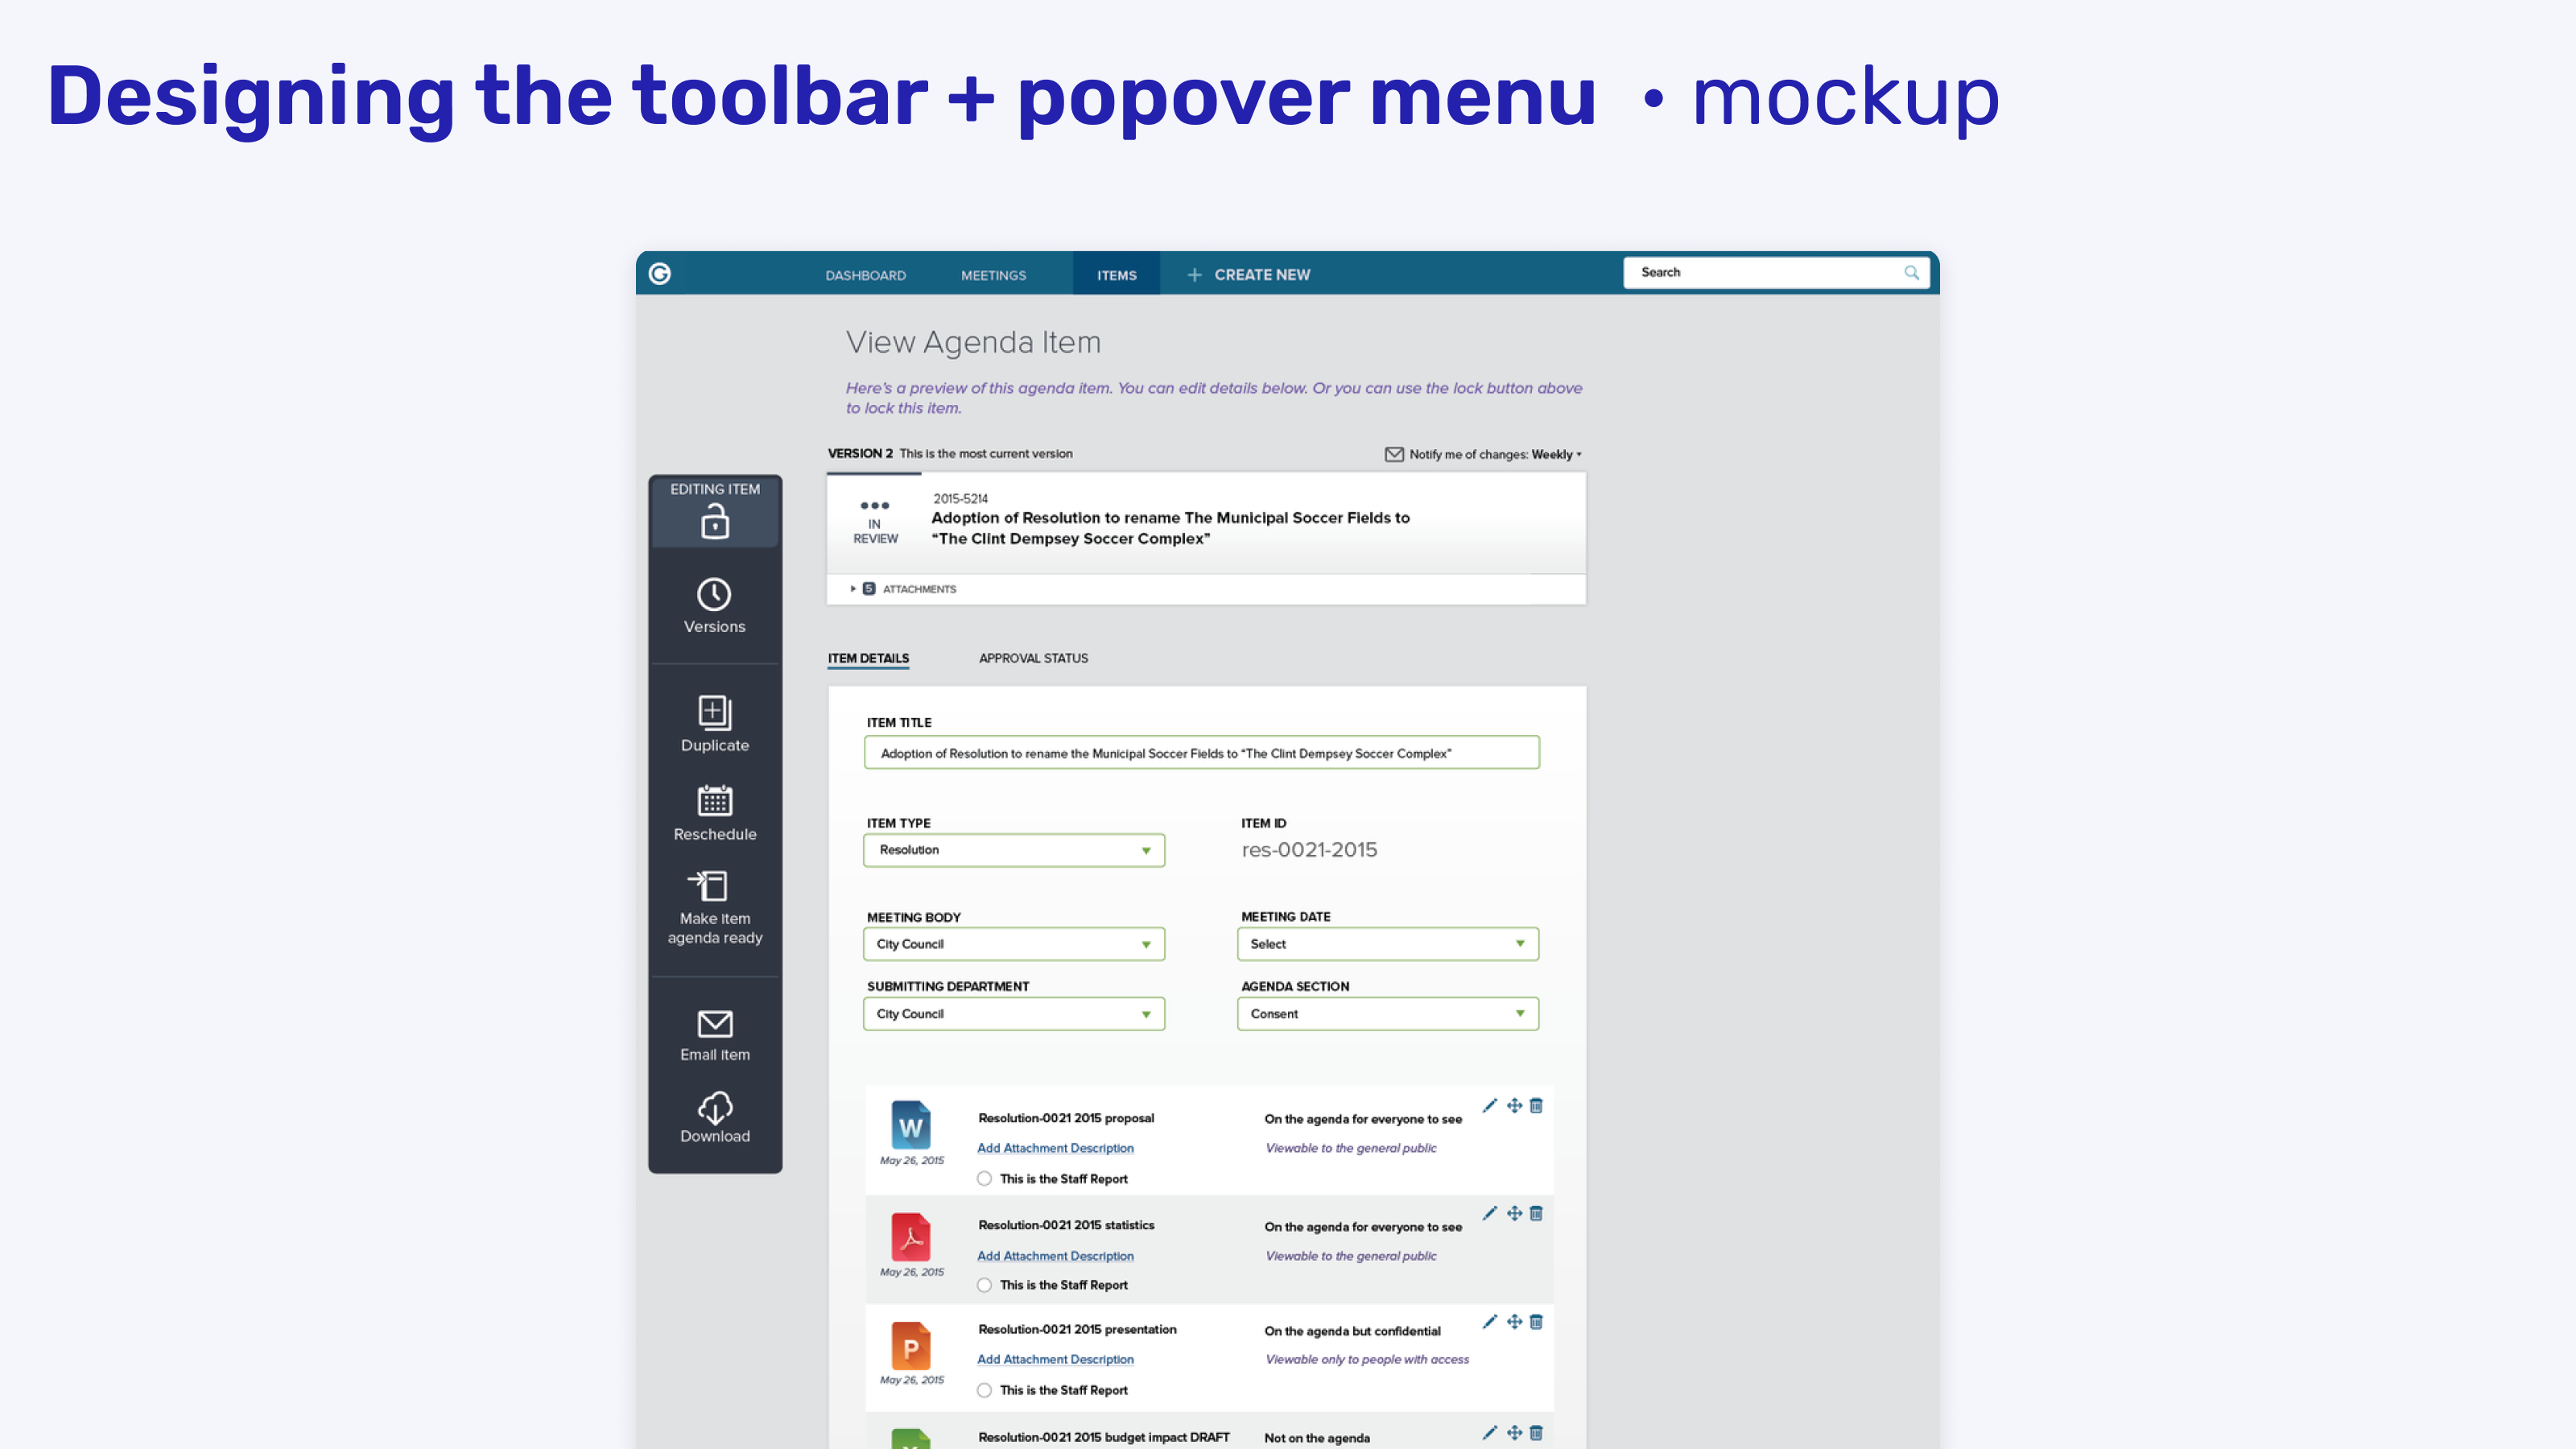 Designing the toolbar + popover menu • mockup
G
DASHBOARD
MEETINGS
ITEMS
+ CREATE NEW
Search
View Agenda Item
Here's a preview of this agenda item. You can edit details below. Or you can use the lock button above
to lock this item.
VERSION 2 This is the most current version
Notify me of changes: Weekly
EDITING ITEM
Versions
Duplicate
Reschedule
Make item
agenda ready
Email item
Download
IN
REVIEW
2015-5214
Adoption of Resolution to rename The Municipal Soccer Fields to
“The Clint Dempsey Soccer Complex”
5 ATTACHMENTS
ITEM DETAILS
APPROVAL STATUS
ITEM TITLE
Adoption of Resolution to rename the Municipal Soccer Fields to “The Clint Dempsey Soccer Complex”
ITEM TYPE
Resolution
ITEM ID
res-0021-2015
MEETING BODY
City Council
MEETING DATE
Select
SUBMITTING DEPARTMENT
City Council
AGENDA SECTION
Consent
W
May 26, 2015
Resolution-0021 2015 proposal
Add Attachment Description
This is the Staff Report
On the agenda for everyone to see
Viewable to the general public
May 26, 2015
Resolution-0021 2015 statistics
Add Attachment Description
This is the Staff Report
On the agenda for everyone to see
Viewable to the general public
P
May 26, 2015
Resolution-0021 2015 presentation
Add Attachment Description
This is the Staff Report
On the agenda but confidential
Viewable only to people with access
Resolution-0021 2015 budget impact DRAFT
Not on the agenda